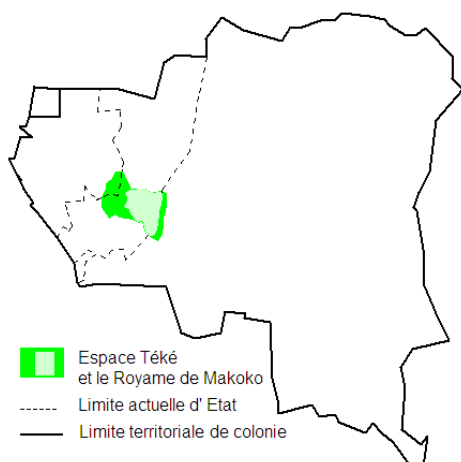 Espace Téké
et le Royame de Makoko
Limite actuelle d' Etat
Limite territoriale de colonie